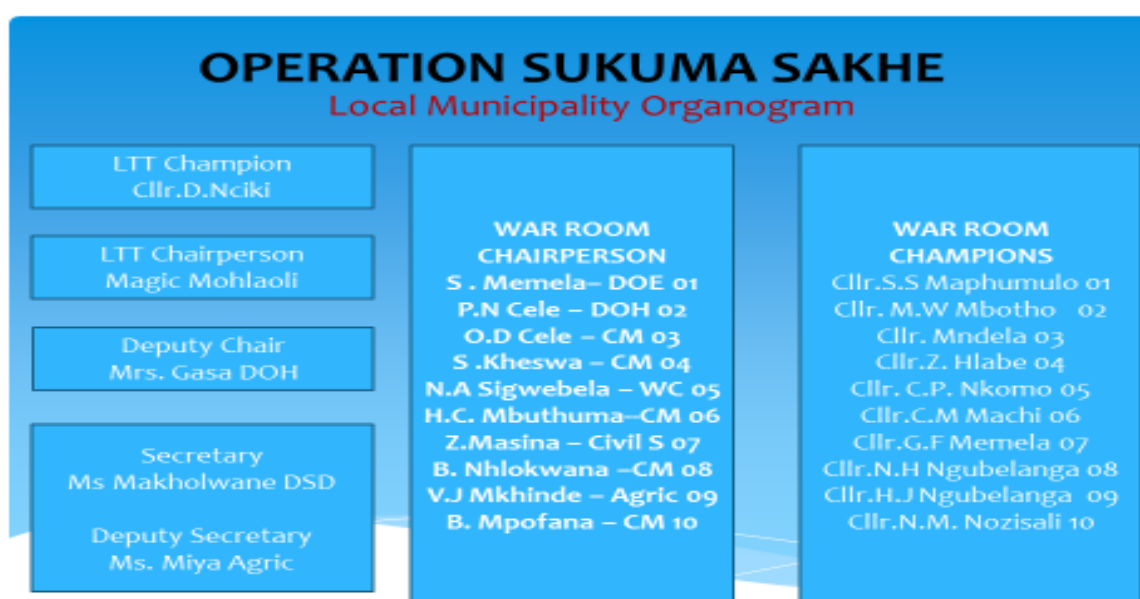 OPERATION SUKUMA SAKHE
Local Municipality Organogram
LTT Champion
Cllr.D.Nciki
LTT Chairperson
Magic Mohlaoli
Deputy Chair
Mrs. Gasa DOH
Secretary
Ms Makholwane DSD
Deputy Secretary
Ms. Miya Agric
WAR ROOM
CHAIRPERSON
S . Memela– DOE 01
P.N Cele – DOH 02
O.D Cele – CM 03
S .Kheswa – CM 04
N.A Sigwebela – WC 05
H.C. Mbuthuma–CM 06
Z.Masina – Civil S 07
B. Nhlokwana –CM 08
V.J Mkhinde – Agric 09
B. Mpofana – CM 10
WAR ROOM
CHAMPIONS
Cllr.S.S Maphumulo 01
Cllr. M.W Mbotho 02
Cllr. Mndela 03
Cllr.Z. Hlabe 04
Cllr. C.P. Nkomo 05
Cllr.C.M Machi 06
Cllr.G.F Memela 07
Cllr.N.H Ngubelanga 08
Cllr.H.J Ngubelanga 09
Cllr.N.M. Nozisali 10